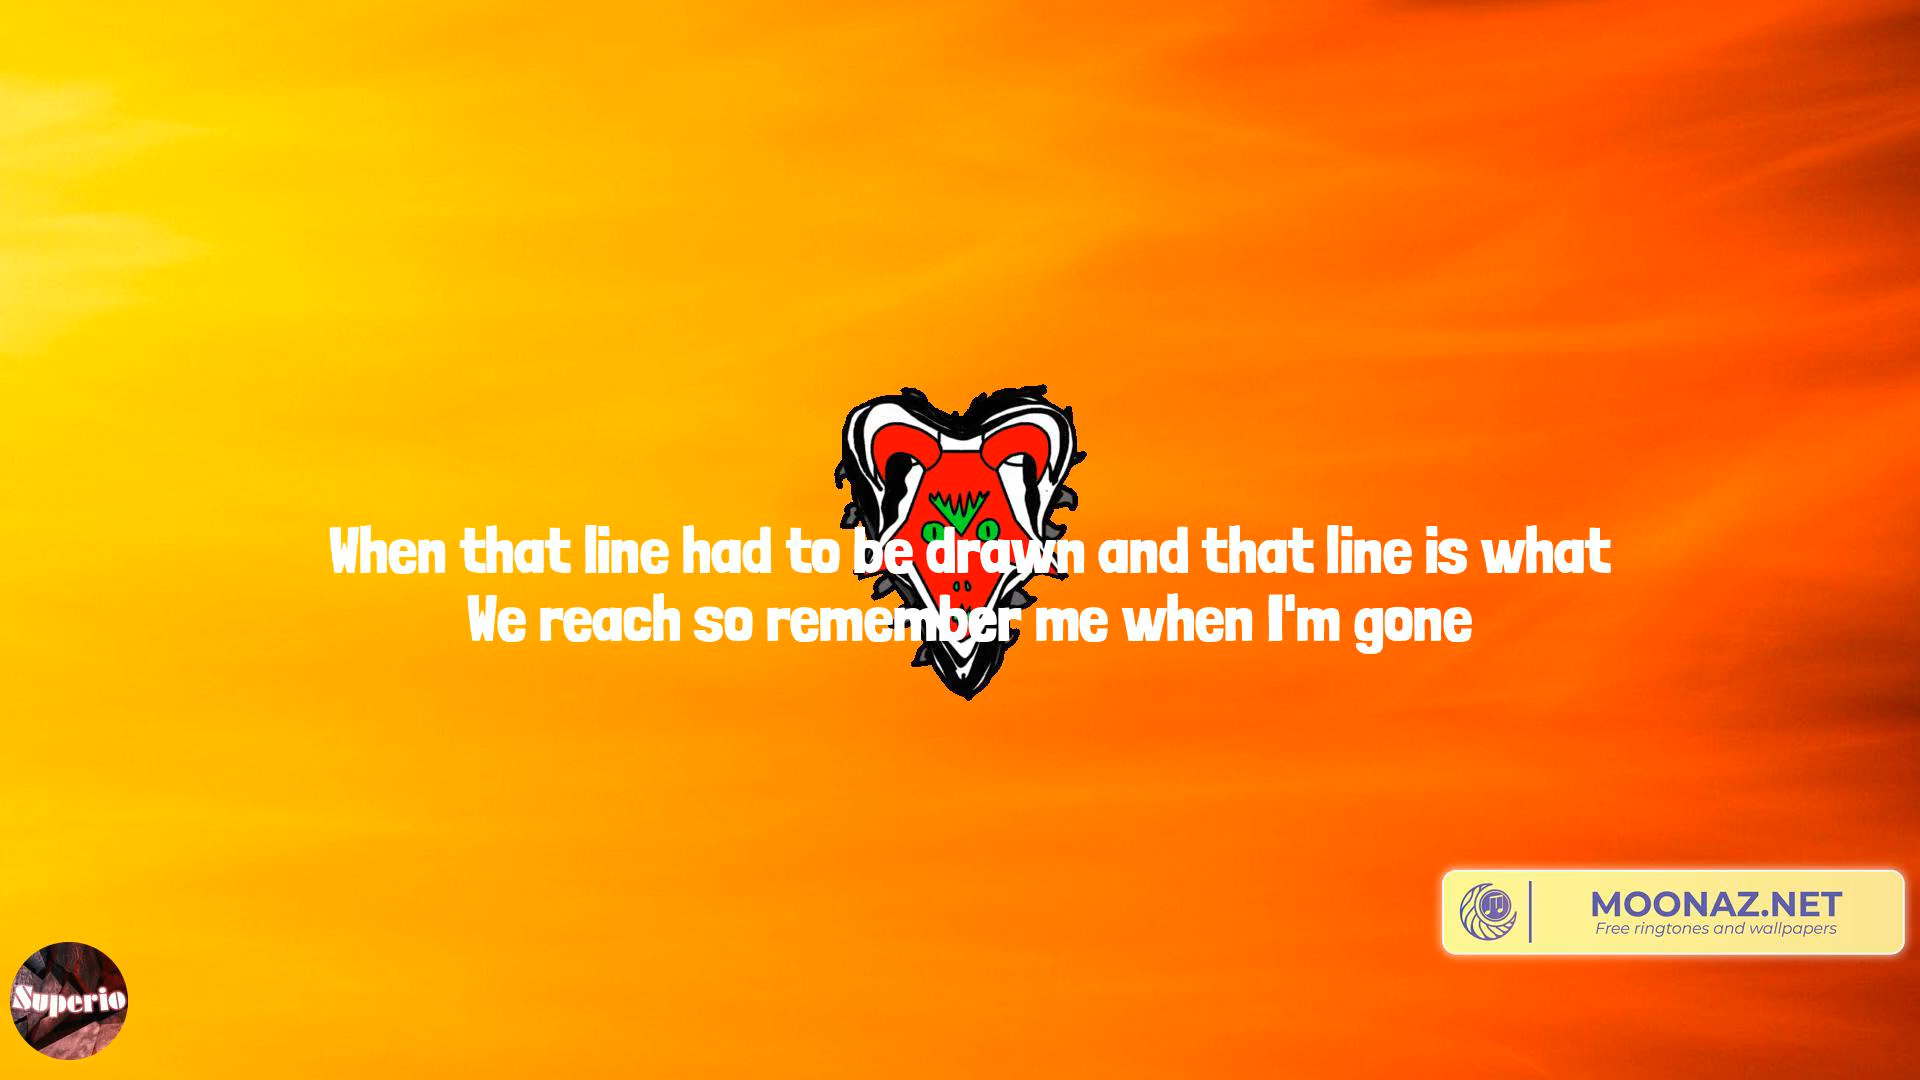 When that line had to be drawn and that line is what
We reach so remember me when I'm gone
MOONAZ.NET
Free ringtones and wallpapers
Superio